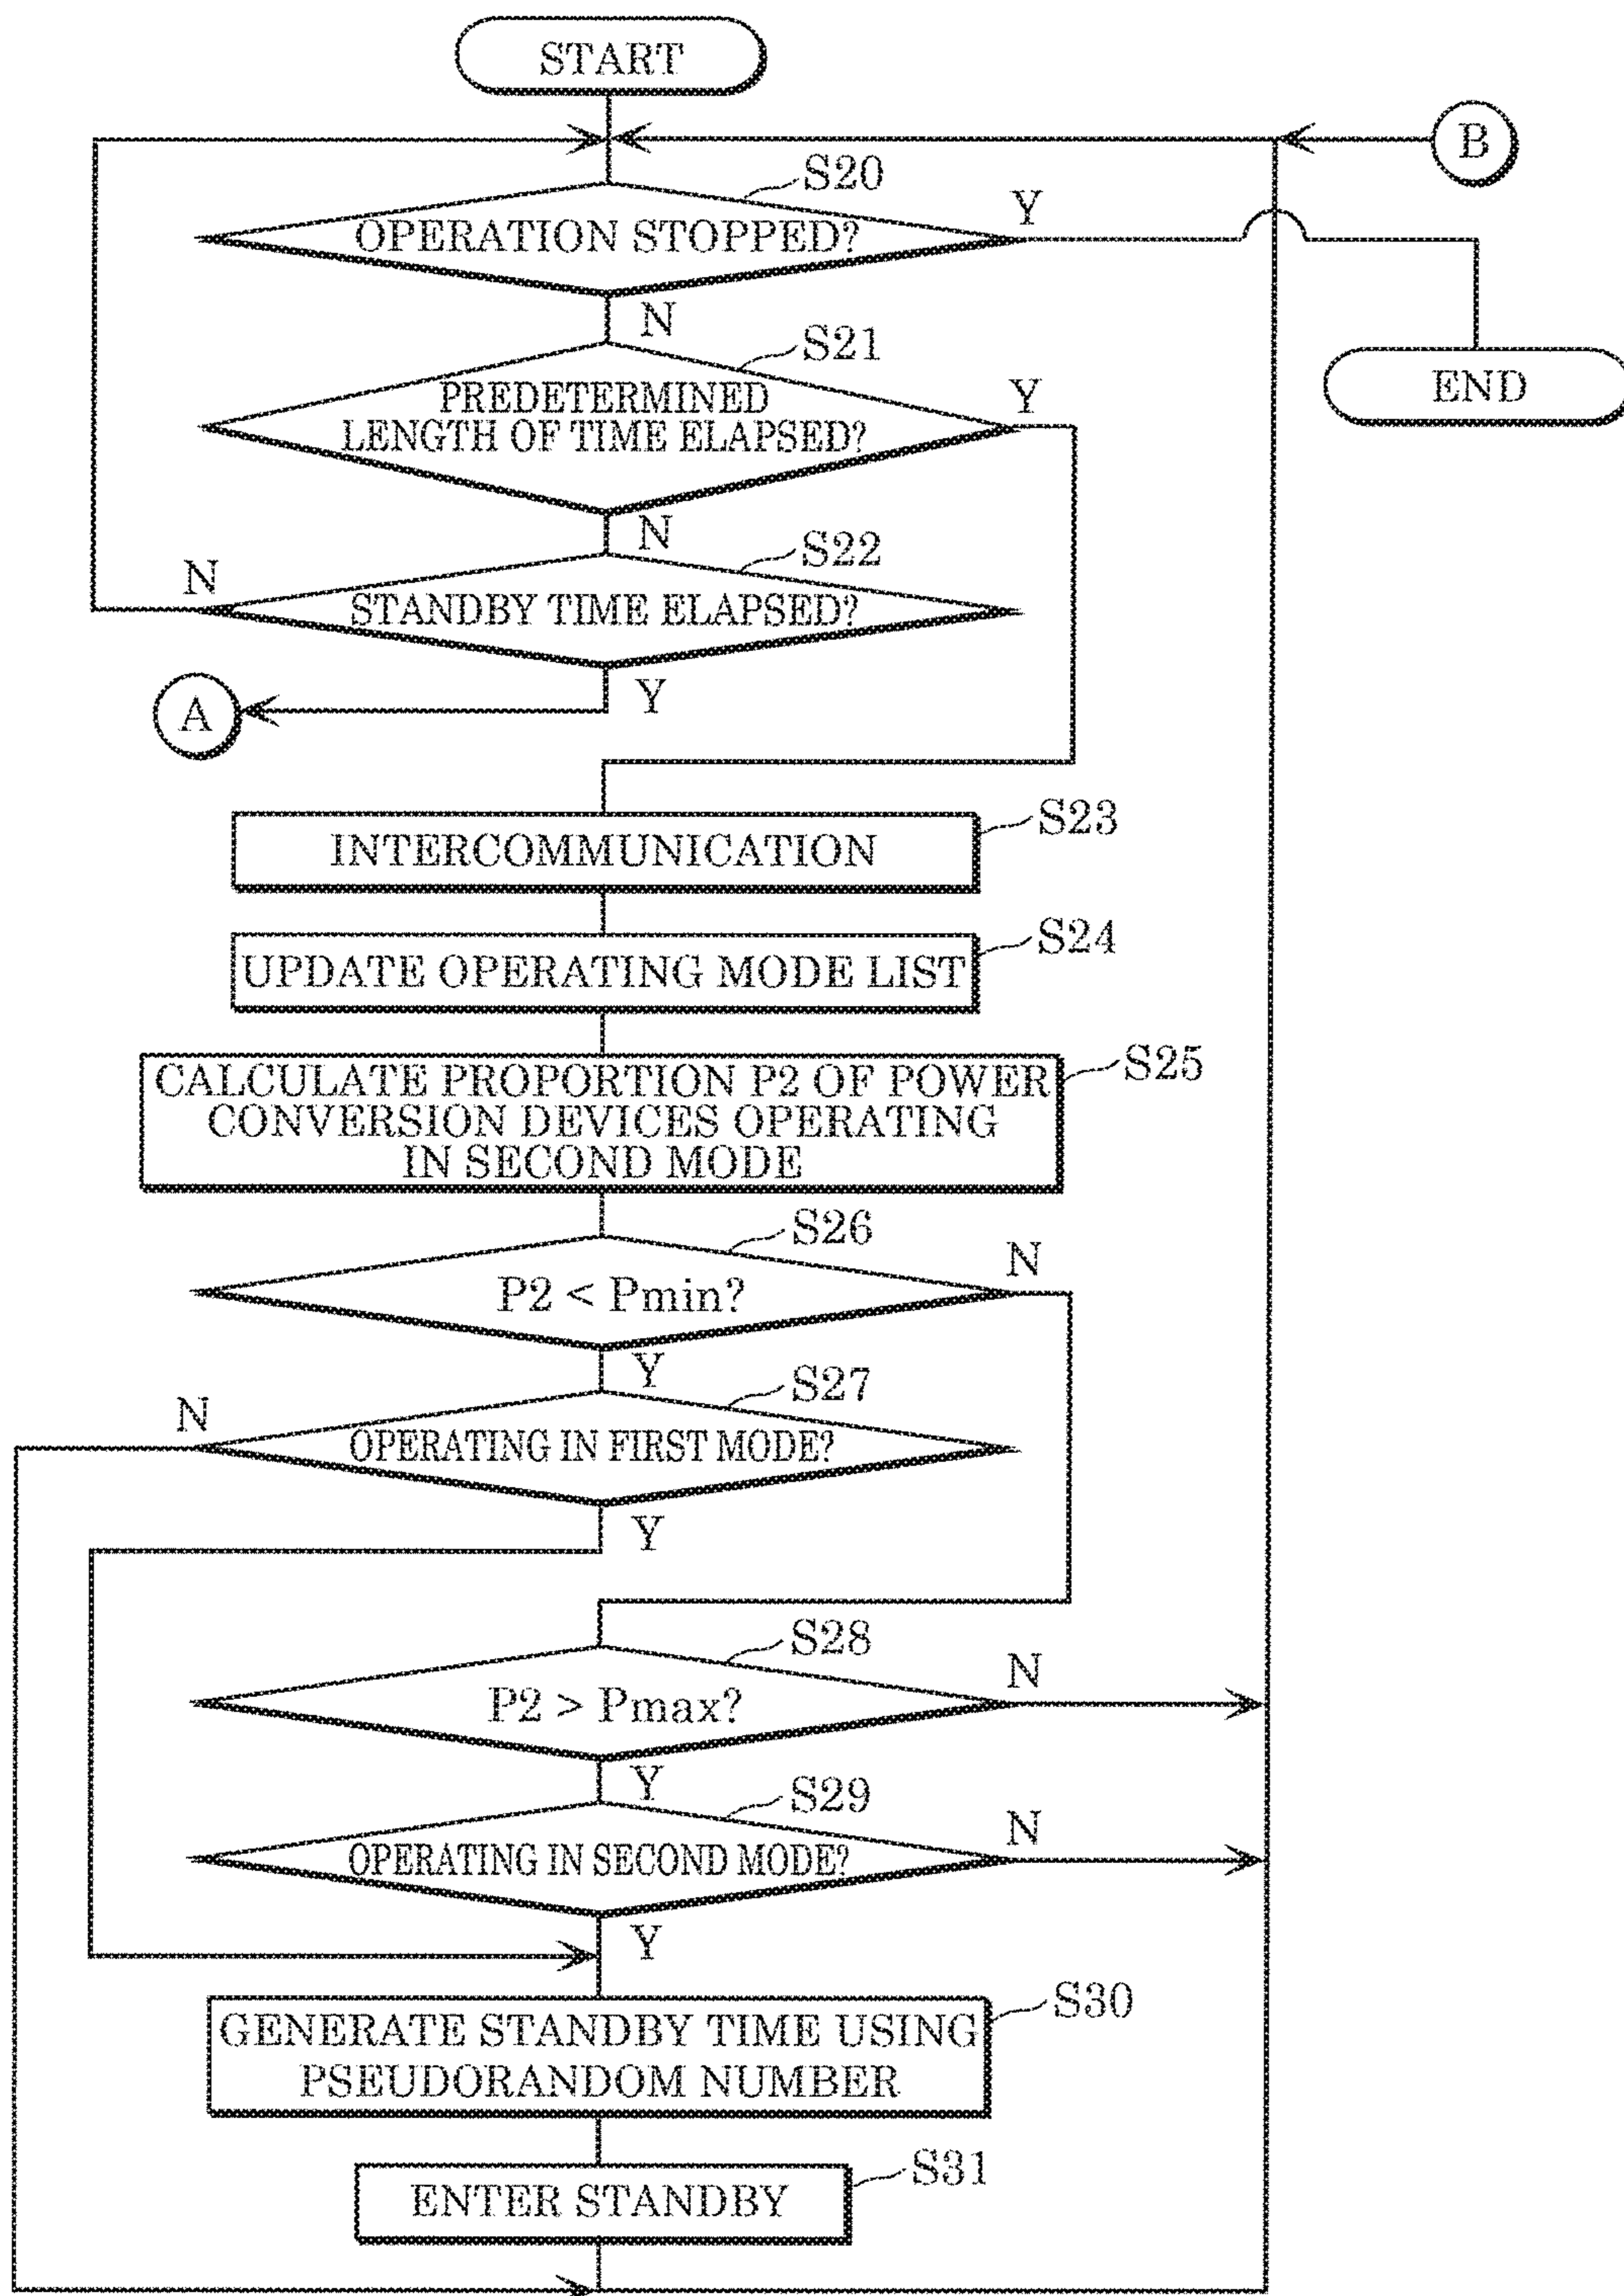 START
B
S20
OPERATION STOPPED?
Y
N
S21
PREDETERMINED
LENGTH OF TIME ELAPSED?
Y
END
N
S22
N
STANDBY TIME ELAPSED?
Y
A
S23
INTERCOMMUNICATION
S24
UPDATE OPERATING MODE LIST
S25
CALCULATE PROPORTION P2 OF POWER
CONVERSION DEVICES OPERATING
IN SECOND MODE
S26
N
P2 < Pmin?
Y
S27
N
OPERATING IN FIRST MODE?
Y
S28
N
P2 > Pmax?
Y
S29
N
OPERATING IN SECOND MODE?
Y
S30
GENERATE STANDBY TIME USING
PSEUDORANDOM NUMBER
S31
ENTER STANDBY